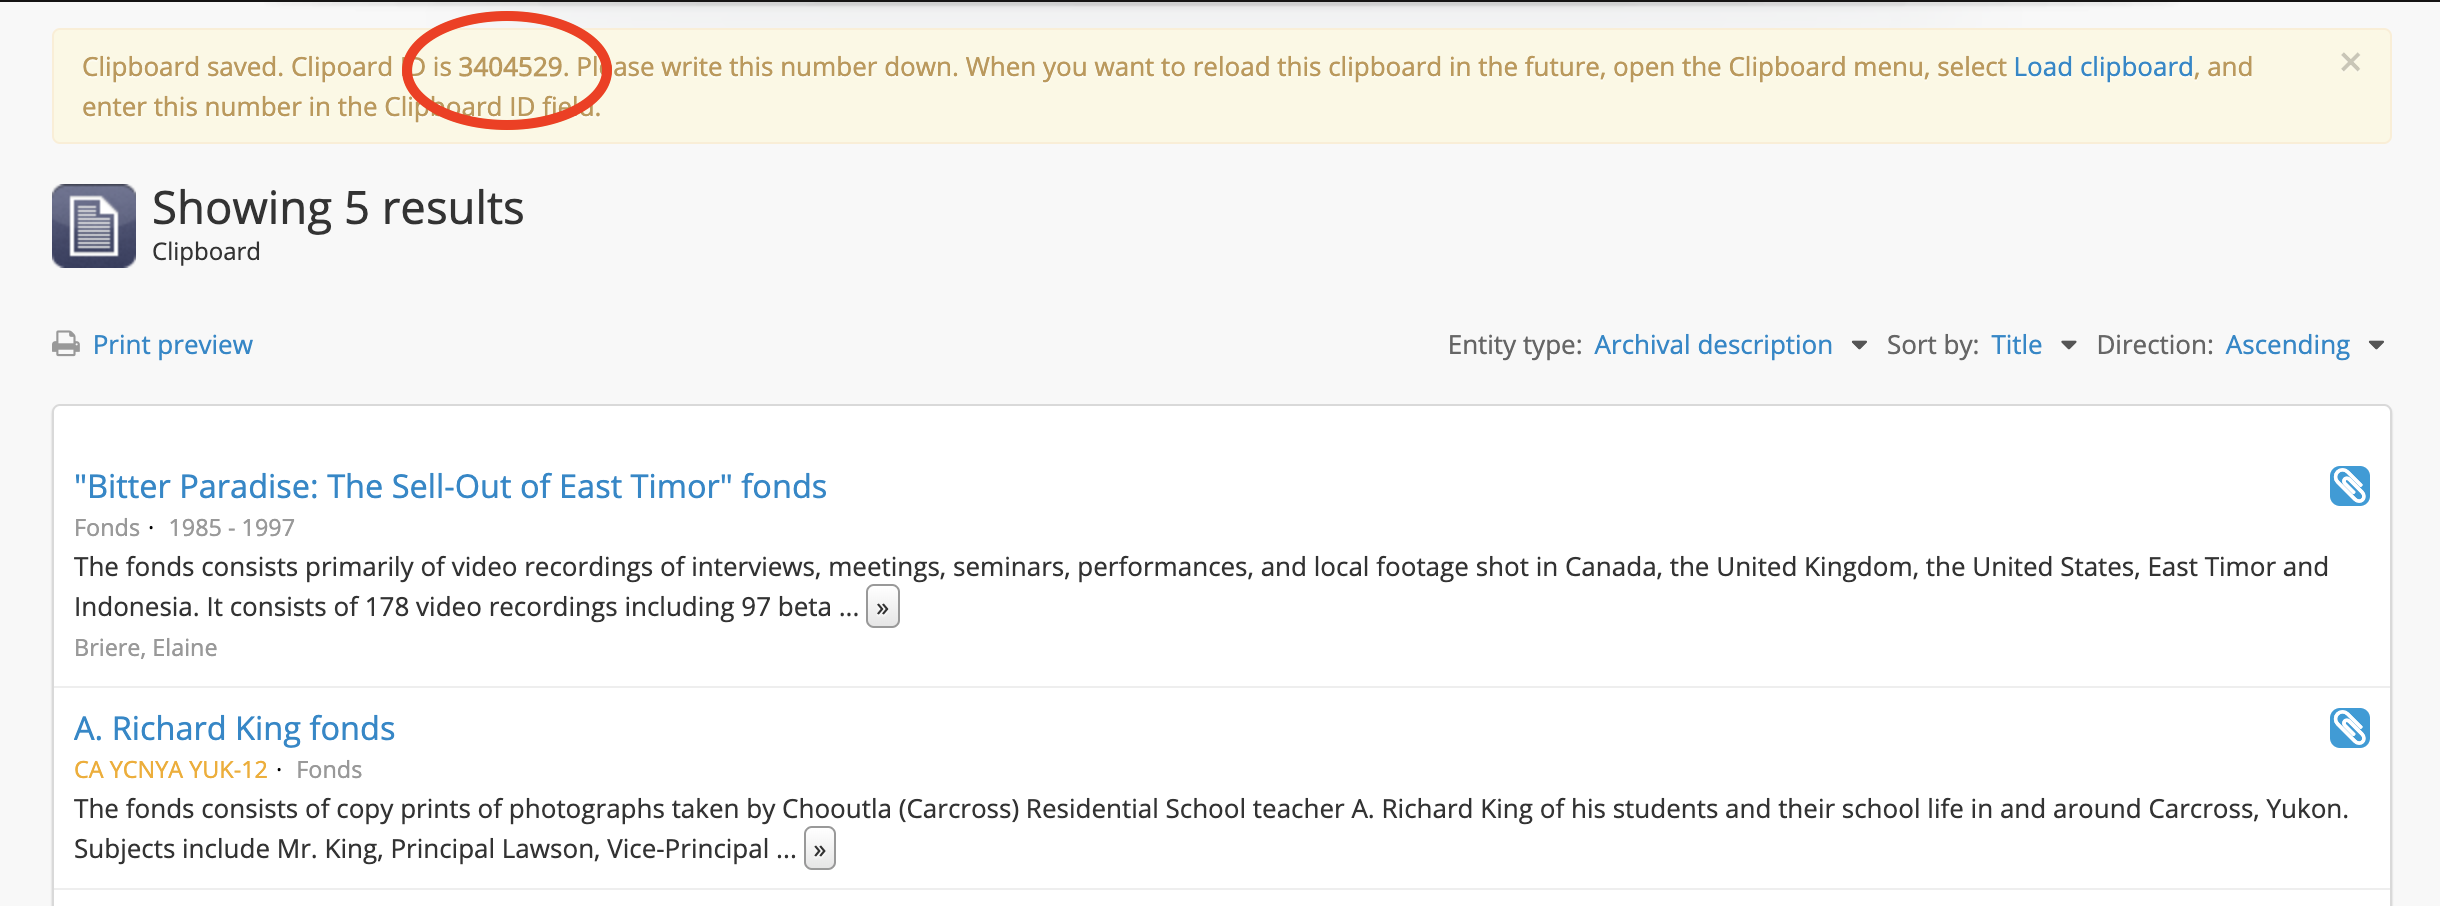 Clipboard saved. Clipoard ID is 3404529. Please write this number down. When you want to reload this clipboard in the future, open the Clipboard menu, select Load clipboard, and
enter this number in the Clipboard ID field.
Showing 5 results
Clipboard
Print preview
Entity type: Archival description Sort by: Title Direction: Ascending
"Bitter Paradise: The Sell-Out of East Timor" fonds
Fonds · 1985 - 1997
The fonds consists primarily of video recordings of interviews, meetings, seminars, performances, and local footage shot in Canada, the United Kingdom, the United States, East Timor and
Indonesia. It consists of 178 video recordings including 97 beta ... »
Briere, Elaine
A. Richard King fonds
CA YCNYA YUK-12 · Fonds
The fonds consists of copy prints of photographs taken by Chooutla (Carcross) Residential School teacher A. Richard King of his students and their school life in and around Carcross, Yukon.
Subjects include Mr. King, Principal Lawson, Vice-Principal ... »